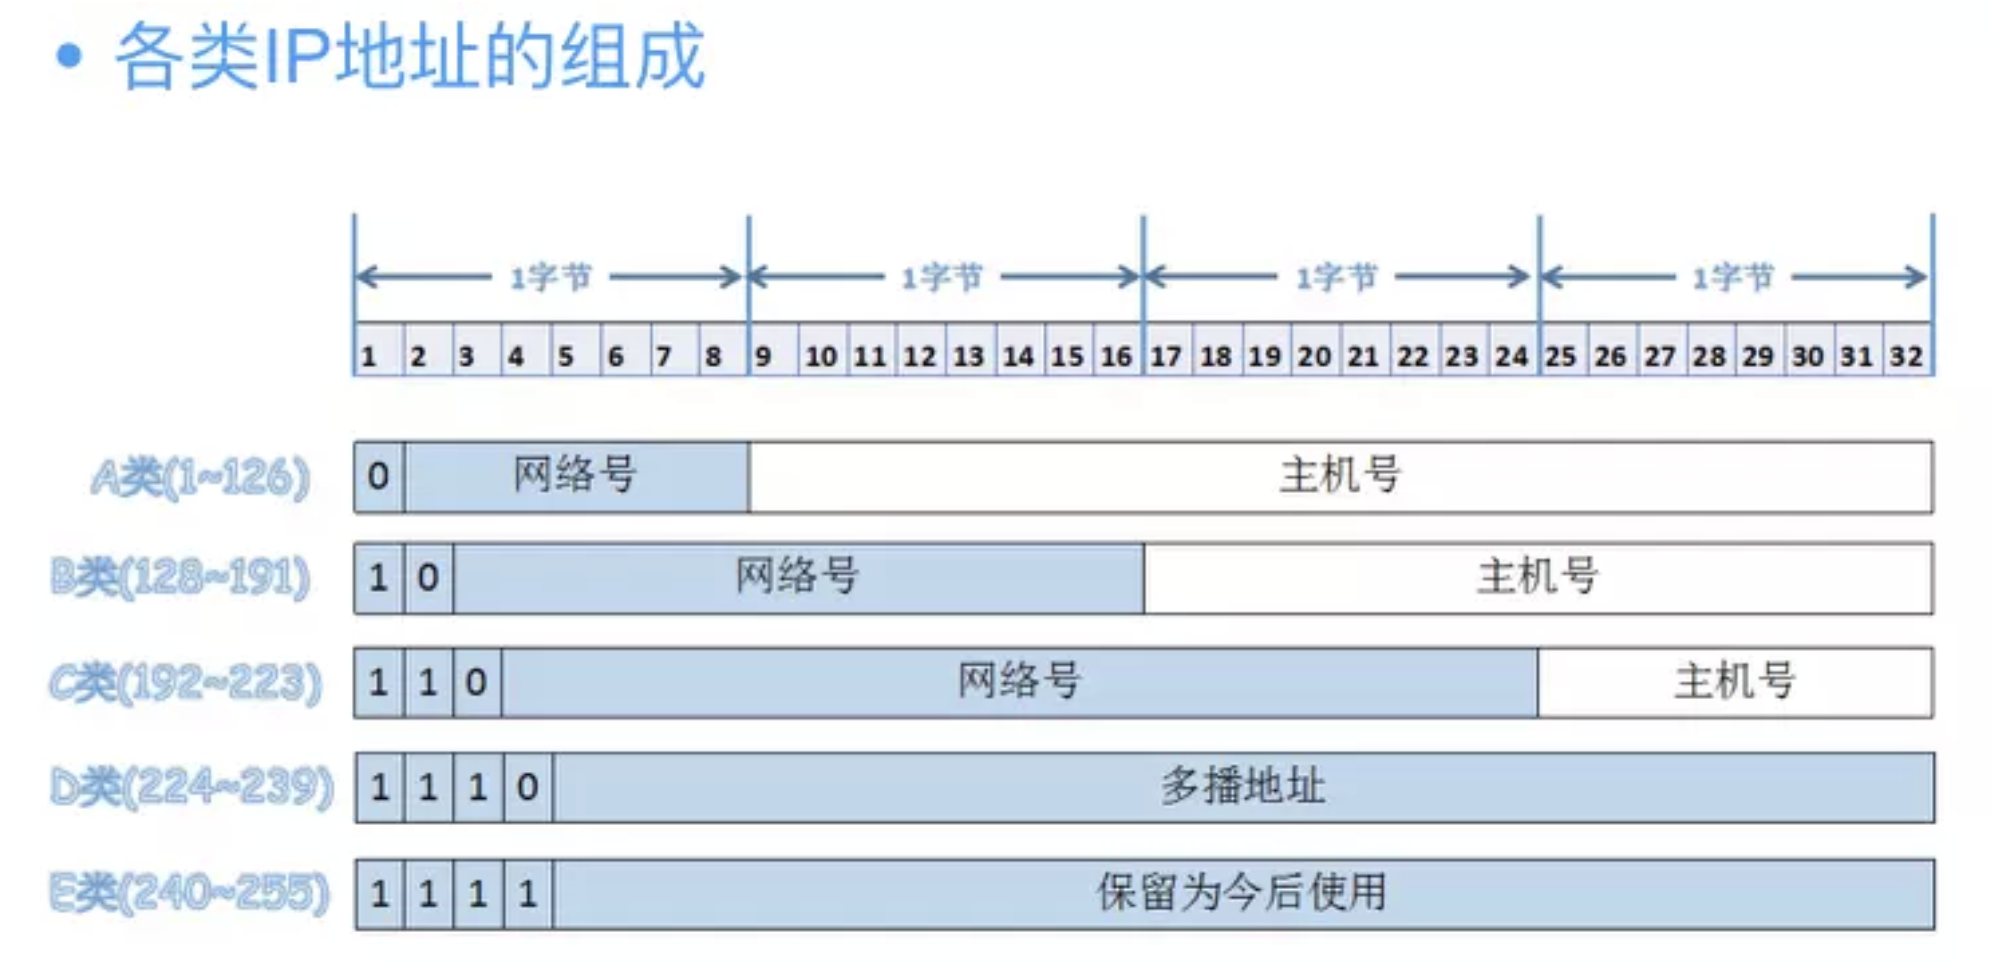 • 各类IP地址的组成
1字节 1字节 1字节 1字节
1 2 3 4 5 6 7 8 9 10 11 12 13 14 15 16 17 18 19 20 21 22 23 24 25 26 27 28 29 30 31 32
A类(1~126) 0 网络号 主机号
B类(128~191) 1 0 网络号 主机号
C类(192~223) 1 1 0 网络号 主机号
D类(224~239) 1 1 1 0 多播地址
E类(240~255) 1 1 1 1 保留为今后使用